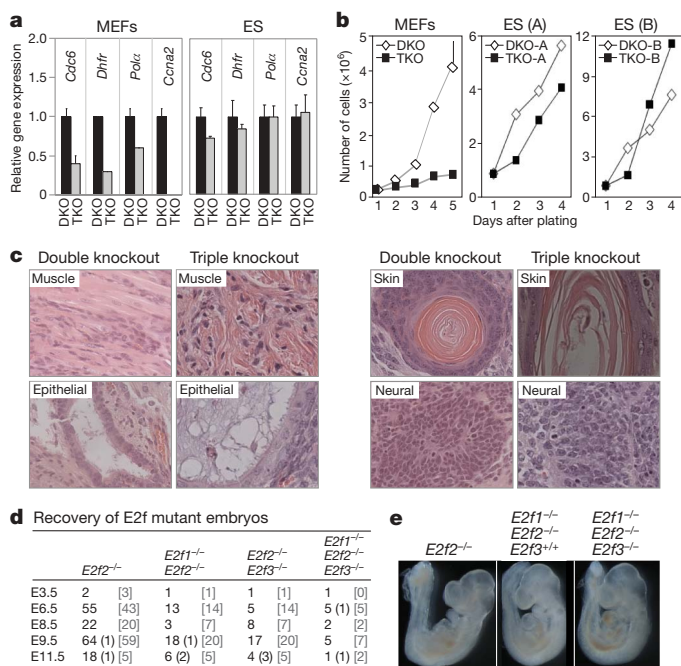 a
MEFs
ES
Relative gene expression
2.0
1.5
1.0
0.5
0
Cdc6
Dhfr
Polα
Ccna2
Cdc6
Dhfr
Polα
Ccna2
DKO
TKO
DKO
TKO
DKO
TKO
DKO
TKO
DKO
TKO
DKO
TKO
DKO
TKO
DKO
TKO
b
MEFs
ES (A)
ES (B)
Number of cells (×10⁶)
DKO
TKO
5
4
3
2
1
0
1 2 3 4 5
DKO-A
TKO-A
6
3
0
1 2 3 4
DKO-B
TKO-B
12
9
6
3
0
1 2 3 4
Days after plating
c
Double knockout
Triple knockout
Double knockout
Triple knockout
Muscle
Muscle
Skin
Skin
Epithelial
Epithelial
Neural
Neural
d Recovery of E2f mutant embryos
E2f2–/–
E2f1–/– E2f2–/–
E2f2–/– E2f3–/–
E2f1–/– E2f2–/– E2f3–/–
E3.5 2 [3] 1 [1] 1 [1] 1 [0]
E6.5 55 [43] 13 [14] 5 [14] 5 (1) [5]
E8.5 22 [20] 3 [7] 8 [7] 2 [2]
E9.5 64 (1) [59] 18 (1) [20] 17 [20] 5 [7]
E11.5 18 (1) [5] 6 (2) [5] 4 (3) [5] 1 (1) [2]
e
E2f2–/–
E2f1–/–
E2f2–/–
E2f3+/+
E2f1–/–
E2f2–/–
E2f3–/–